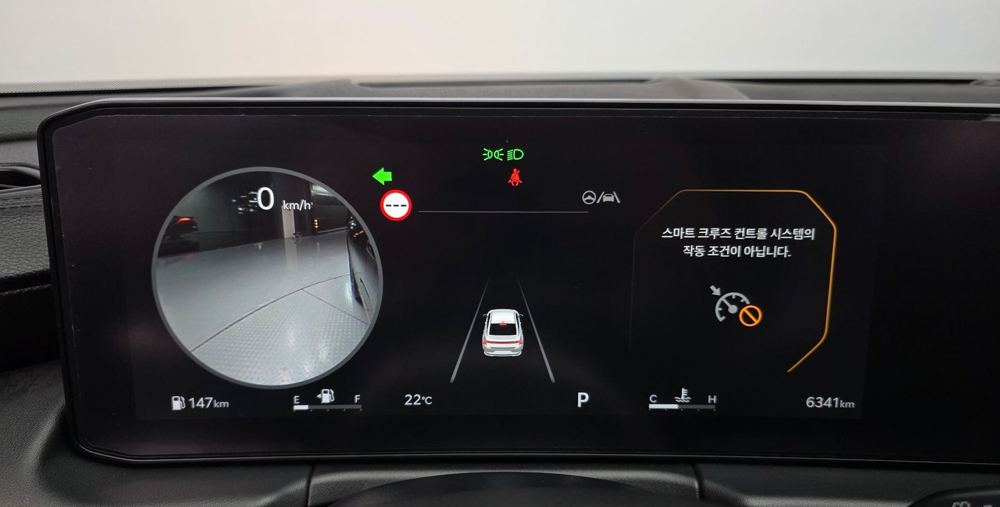 0 km/h
---
스마트 크루즈 컨트롤 시스템의
작동 조건이 아닙니다.
147km
E F
22°C
P
C H
6341km